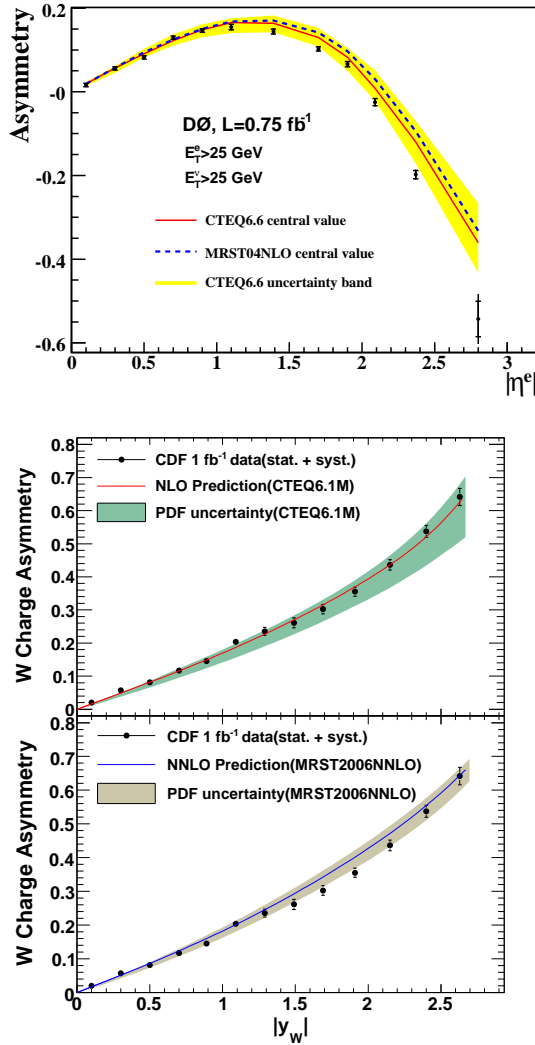 Asymmetry
0.2
-0.0
-0.2
-0.4
-0.6
DØ, L=0.75 fb-1
E_T^e>25 GeV
E_T^ν>25 GeV
CTEQ6.6 central value
MRST04NLO central value
CTEQ6.6 uncertainty band
0 0.5 1 1.5 2 2.5 3
|η^e|
W Charge Asymmetry
0.8
0.7
0.6
0.5
0.4
0.3
0.2
0.1
0
CDF 1 fb-1 data(stat. + syst.)
NLO Prediction(CTEQ6.1M)
PDF uncertainty(CTEQ6.1M)
W Charge Asymmetry
0.7
0.6
0.5
0.4
0.3
0.2
0.1
0
CDF 1 fb-1 data(stat. + syst.)
NNLO Prediction(MRST2006NNLO)
PDF uncertainty(MRST2006NNLO)
0 0.5 1 1.5 2 2.5
|y_W|